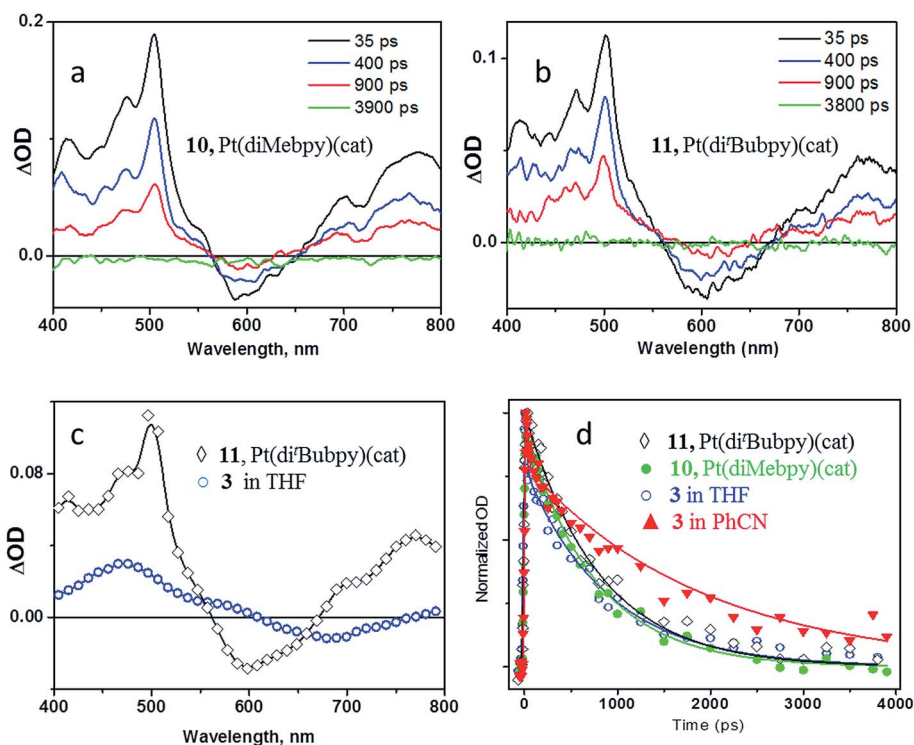 0.2
35 ps
400 ps
900 ps
3900 ps
a
10, Pt(diMebpy)(cat)
ΔOD
0.0
400 500 600 700 800
Wavelength, nm
35 ps
400 ps
900 ps
3800 ps
b
0.1
11, Pt(diᵗBubpy)(cat)
ΔOD
0.0
400 500 600 700 800
Wavelength (nm)
c
11, Pt(diᵗBubpy)(cat)
3 in THF
0.08
ΔOD
0.00
400 500 600 700 800
Wavelength, nm
d
11, Pt(diᵗBubpy)(cat)
10, Pt(diMebpy)(cat)
3 in THF
3 in PhCN
Normalized OD
0 1000 2000 3000 4000
Time (ps)